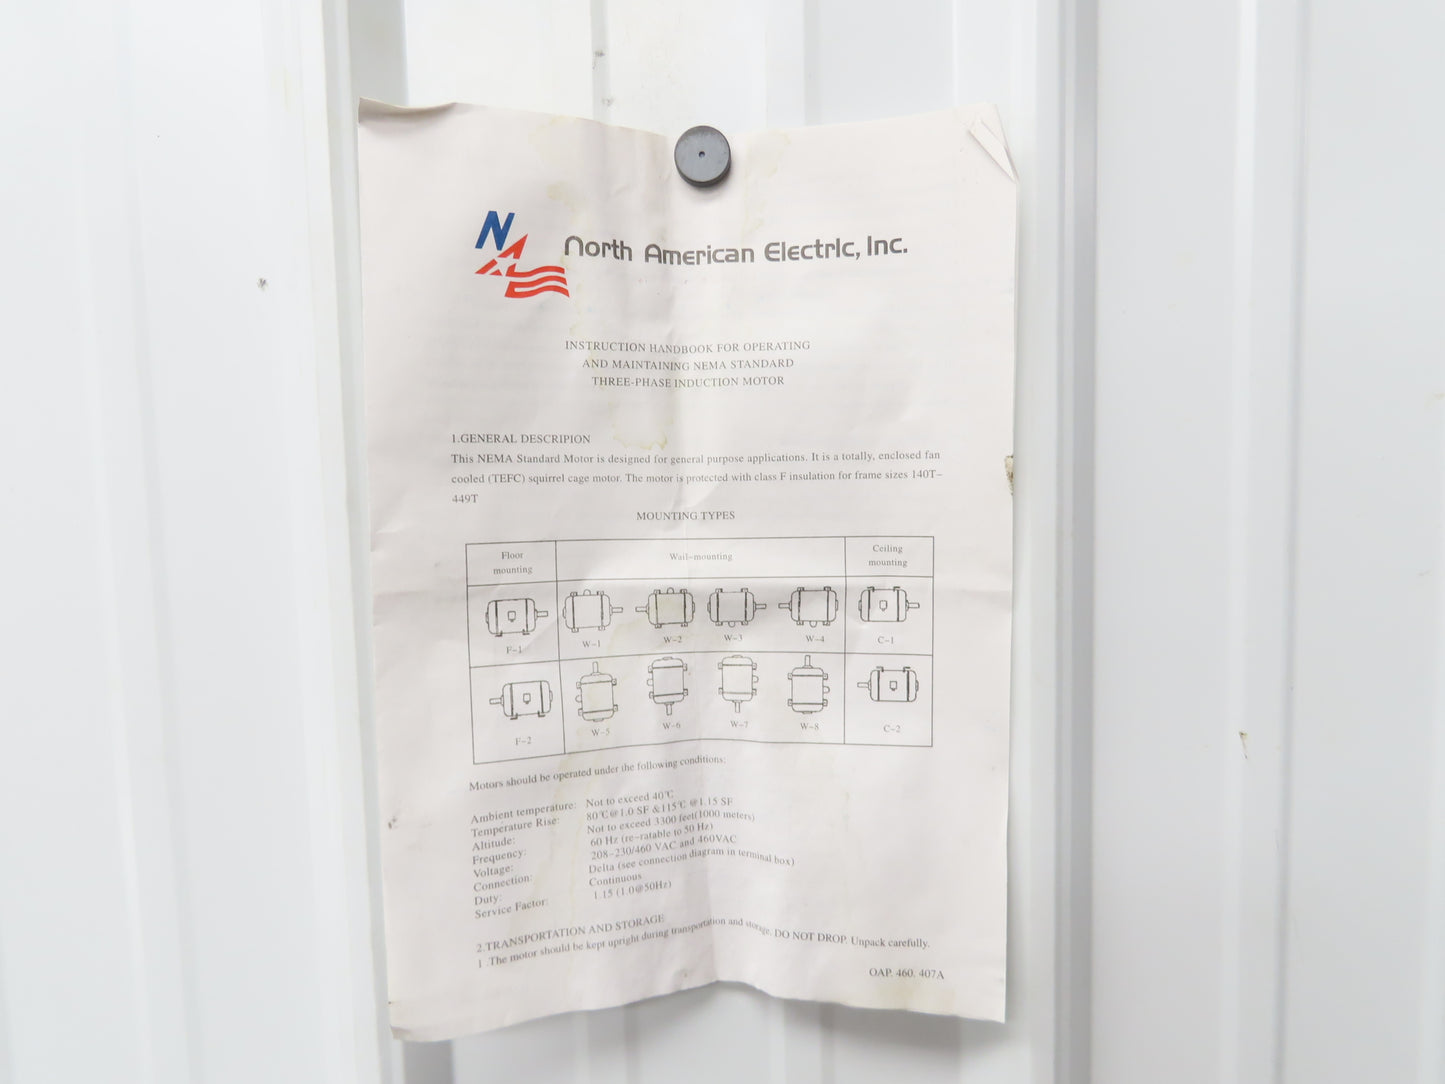 NAE
North American Electric, Inc.
INSTRUCTION HANDBOOK FOR OPERATING
AND MAINTAINING NEMA STANDARD
THREE-PHASE INDUCTION MOTOR
1.GENERAL DESCRIPION
This NEMA Standard Motor is designed for general purpose applications. It is a totally, enclosed fan
cooled (TEFC) squirrel cage motor. The motor is protected with class F insulation for frame sizes 140T-
449T
MOUNTING TYPES
Floor mounting
Wail-mounting
Ceiling mounting
F-1 W-1 W-2 W-3 W-4 C-1
F-2 W-5 W-6 W-7 W-8 C-2
Motors should be operated under the following conditions:
Ambient temperature: Not to exceed 40℃
Temperature Rise: 80℃@1.0 SF &115℃ @1.15 SF
Altitude: Not to exceed 3300 feet(1000 meters)
Frequency: 60 Hz (re-ratable to 50 Hz)
Voltage: 208-230/460 VAC and 460VAC
Connection: Delta (see connection diagram in terminal box)
Duty: Continuous
Service Factor: 1.15 (1.0@50Hz)
2.TRANSPORTATION AND STORAGE
1 .The motor should be kept upright during transportation and storage. DO NOT DROP. Unpack carefully.
OAP. 460. 407A